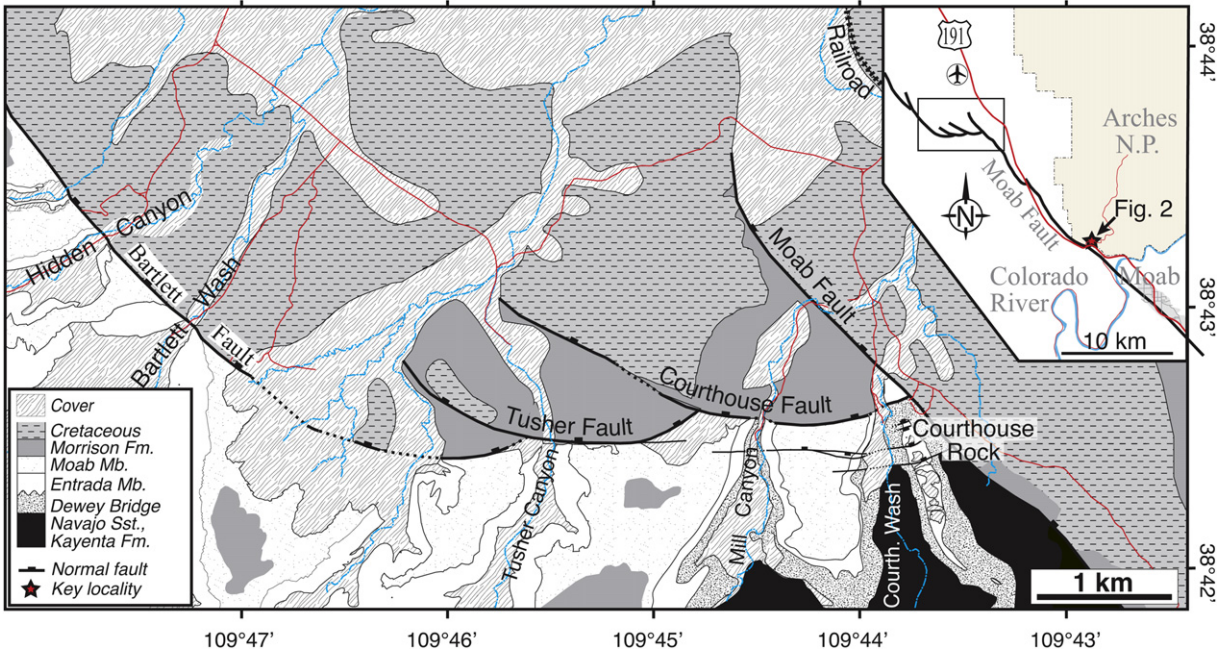 Railroad
191
Arches
N.P.
Moab Fault
Fig. 2
Colorado
River
Moab
10 km
N
38°44'
38°43'
38°42'
Hidden Canyon
Bartlett Wash
Bartlett Fault
Moab Fault
Courthouse Fault
Tusher Fault
Courthouse
Rock
Tusher Canyon
Mill Canyon
Courth. Wash
Cover
Cretaceous
Morrison Fm.
Moab Mb.
Entrada Mb.
Dewey Bridge
Navajo Sst.,
Kayenta Fm.
Normal fault
Key locality
1 km
109°47'
109°46'
109°45'
109°44'
109°43'